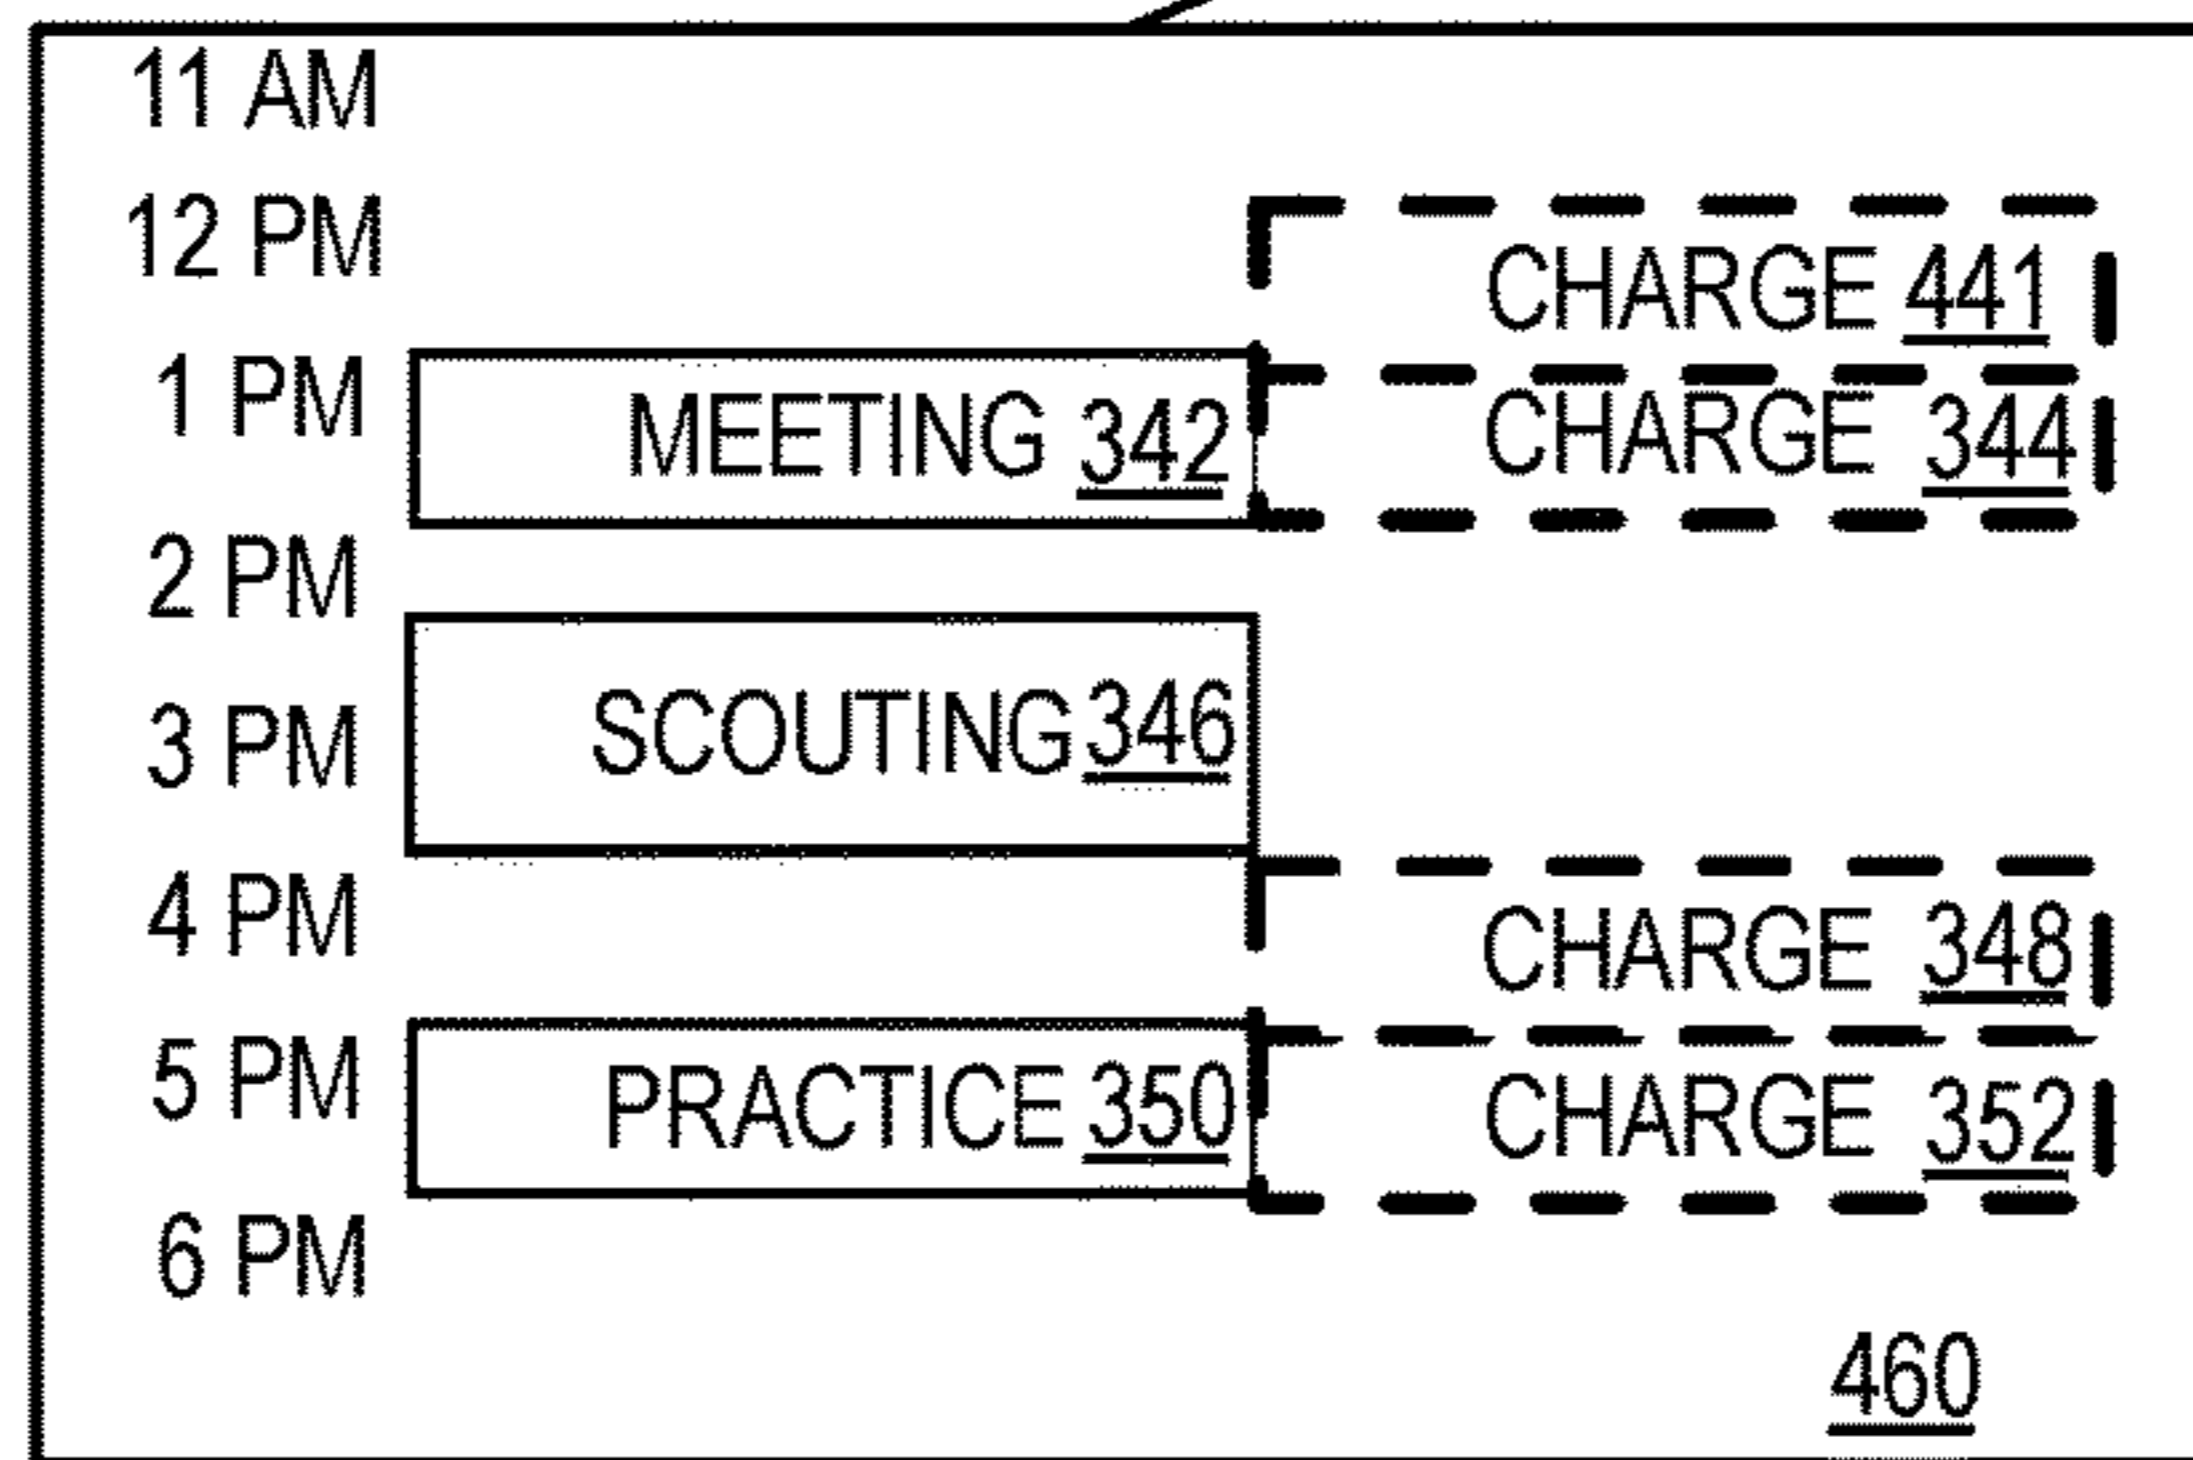 11 AM
12 PM
CHARGE 441
1 PM MEETING 342 CHARGE 344
2 PM
3 PM SCOUTING 346
4 PM CHARGE 348
5 PM PRACTICE 350 CHARGE 352
6 PM
460